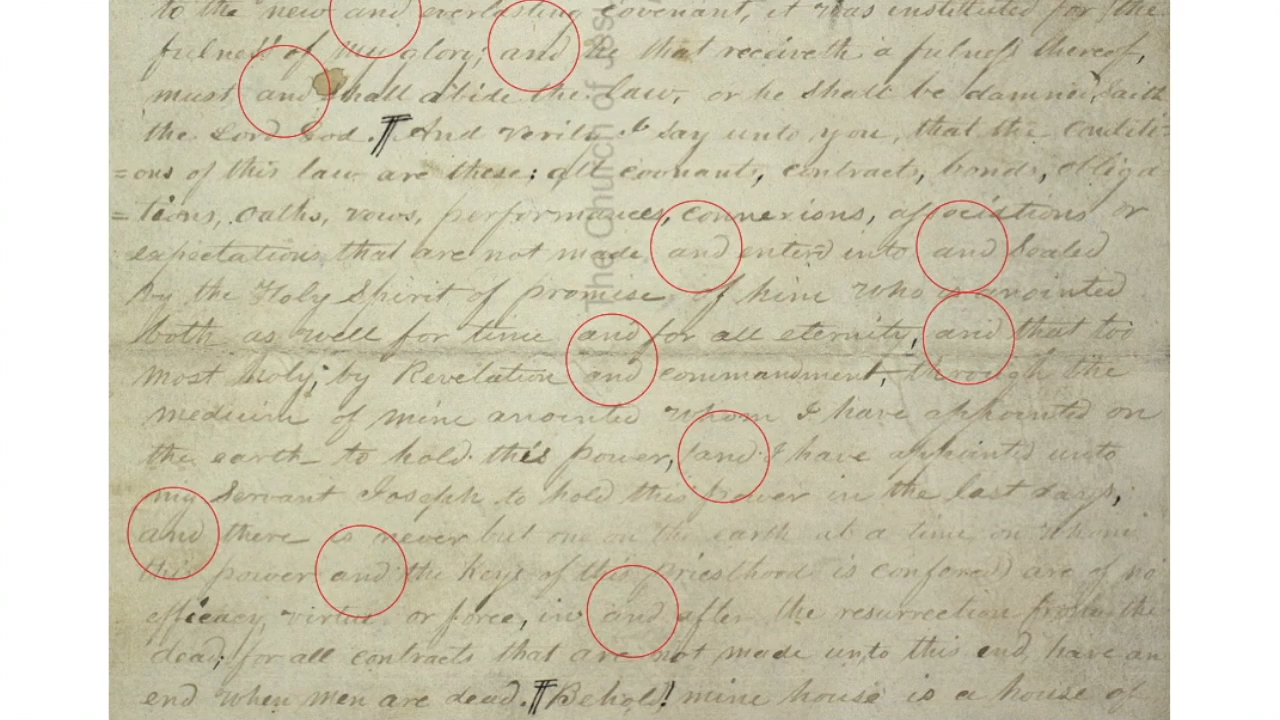 to the new and everlasting covenant, it was instituted for the
fulness of my glory; and he that receiveth a fulness thereof,
must and shall abide the law, or he shall be damned, saith
the Lord God. ¶ And verily I say unto you, that the conditi-
=ons of this law are these: all covenants, contracts, bonds, obliga
=tions, oaths, vows, performances, connexions, associations or
expectations that are not made and entered into and sealed
by the Holy Spirit of promise of him who is anointed
both as well for time and for all eternity, and that too
most holy, by Revelation and commandment, through the
medium of mine anointed whom I have appointed on
the earth to hold this power, (and I have appointed unto
my Servant Joseph to hold this power in the last days,
and there is never but one on the earth at a time, on whom
this power and the keys of this Priesthood is confered) are of no
efficacy, virtue or force, in and after the resurrection from the
dead; for all contracts that are not made unto this end, have an
end when men are dead. ¶ Behold! mine house is a house of
The Church of Jes